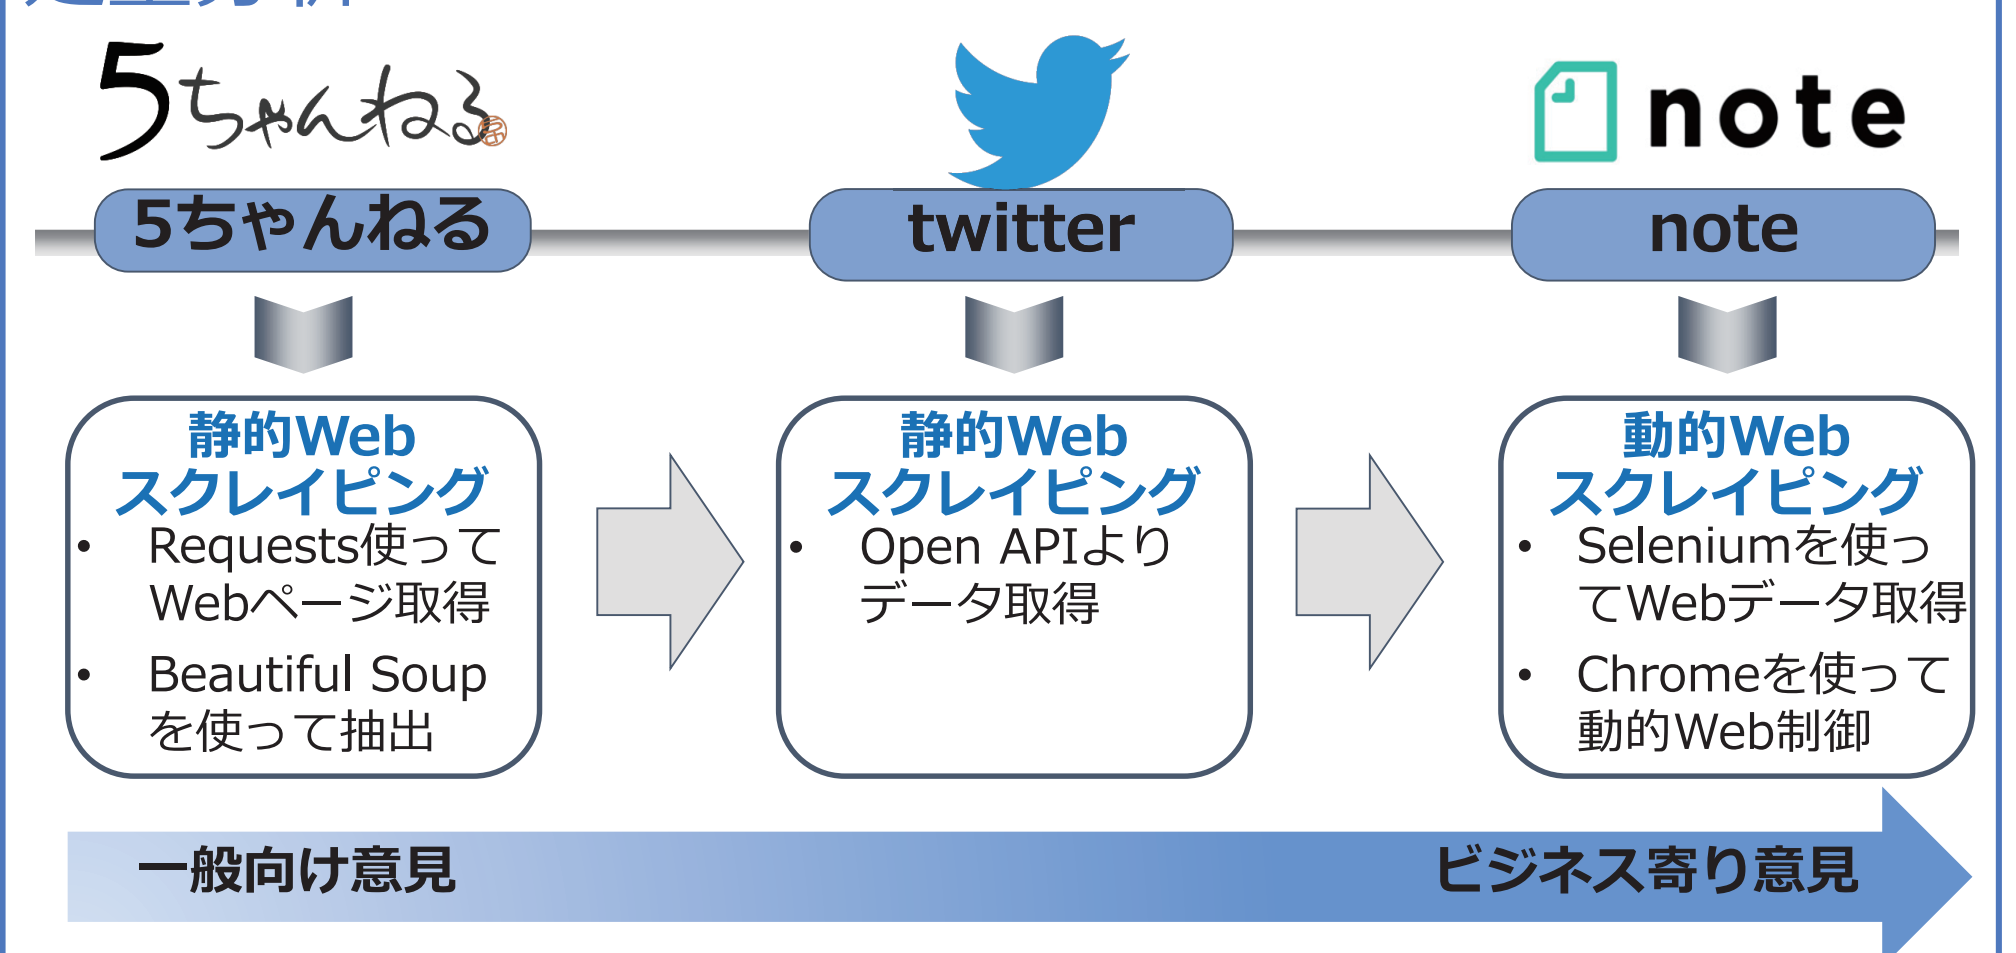 5ちゃんねる
note
5ちゃんねる
twitter
note
静的Web
スクレイピング
• Requests使って
Webページ取得
• Beautiful Soup
を使って抽出
静的Web
スクレイピング
• Open APIより
データ取得
動的Web
スクレイピング
• Seleniumを使っ
てWebデータ取得
• Chromeを使って
動的Web制御
一般向け意見
ビジネス寄り意見